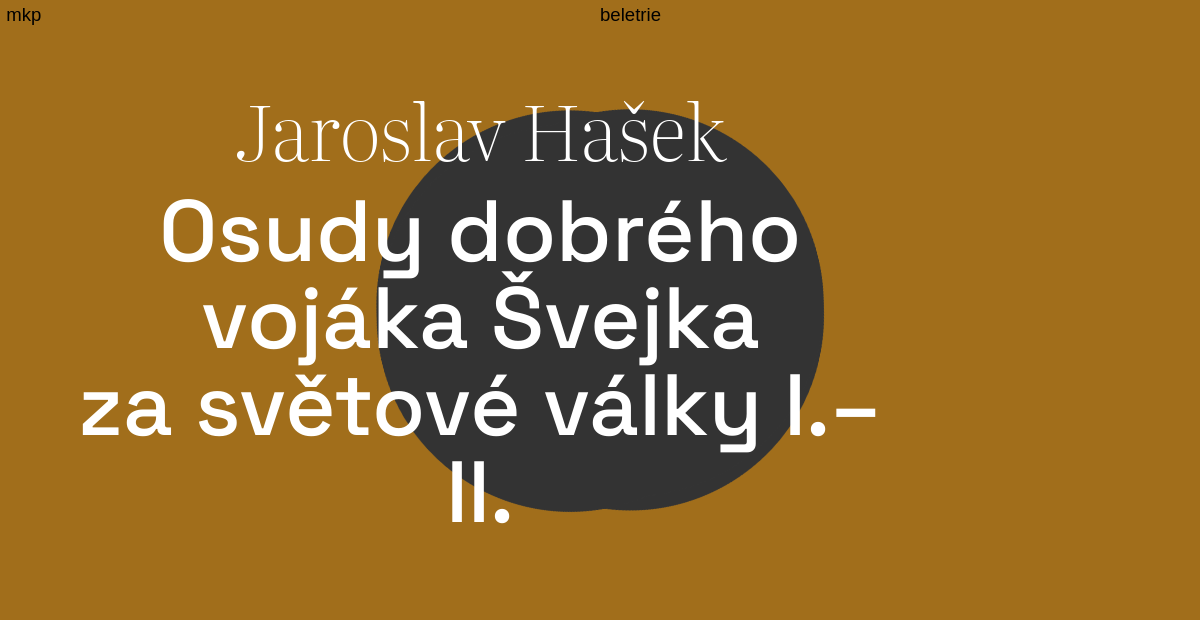 mkp
beletrie
Jaroslav Hašek
Osudy dobrého
vojáka Švejka
za světové války I.–
II.